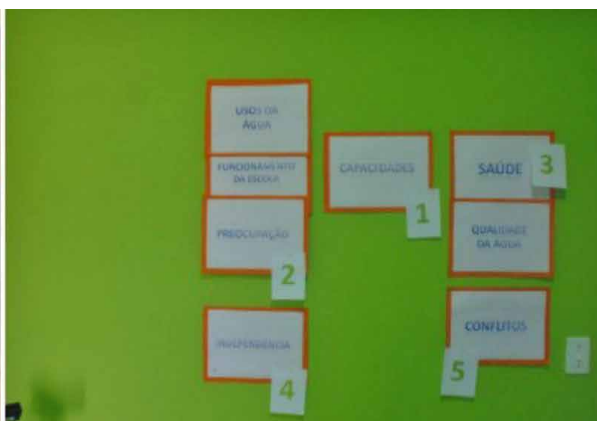 USOS DA
ÁGUA
FUNCIONAMENTO
DA ESCOLA
PREOCUPAÇÃO
2
INDEPENDÊNCIA
4
CAPACIDADES
1
SAÚDE
3
QUALIDADE
DA ÁGUA
CONFLITOS
5